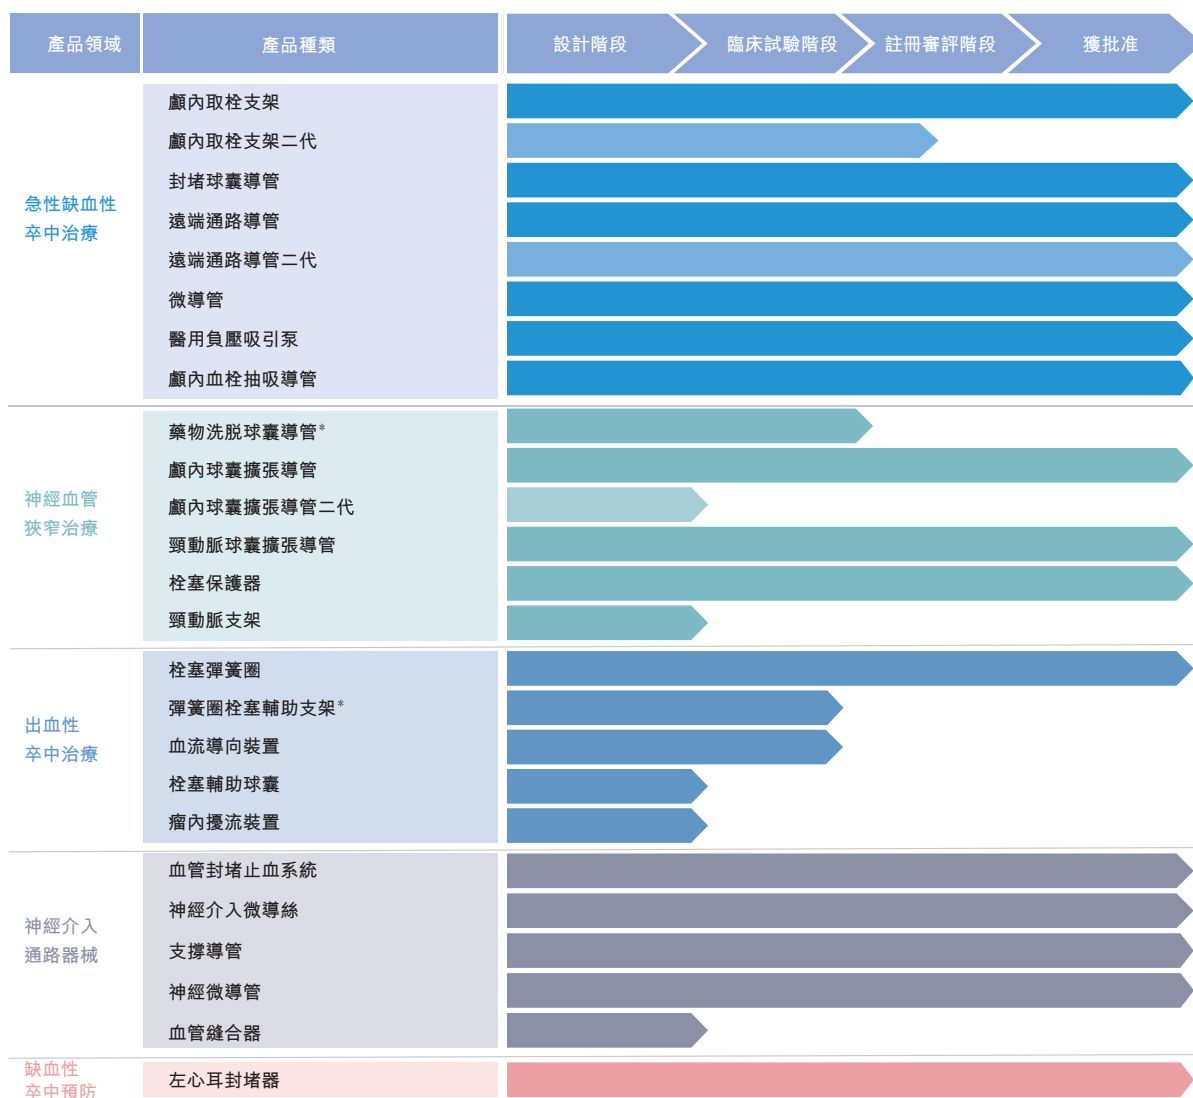 產品領域
產品種類
設計階段
臨床試驗階段
註冊審評階段
獲批准
急性缺血性
卒中治療
顱內取栓支架
顱內取栓支架二代
封堵球囊導管
遠端通路導管
遠端通路導管二代
微導管
醫用負壓吸引泵
顱內血栓抽吸導管
神經血管
狹窄治療
藥物洗脱球囊導管*
顱內球囊擴張導管
顱內球囊擴張導管二代
頸動脈球囊擴張導管
栓塞保護器
頸動脈支架
出血性
卒中治療
栓塞彈簧圈
彈簧圈栓塞輔助支架*
血流導向裝置
栓塞輔助球囊
瘤內擾流裝置
神經介入
通路器械
血管封堵止血系統
神經介入微導絲
支撐導管
神經微導管
血管縫合器
缺血性
卒中預防
左心耳封堵器